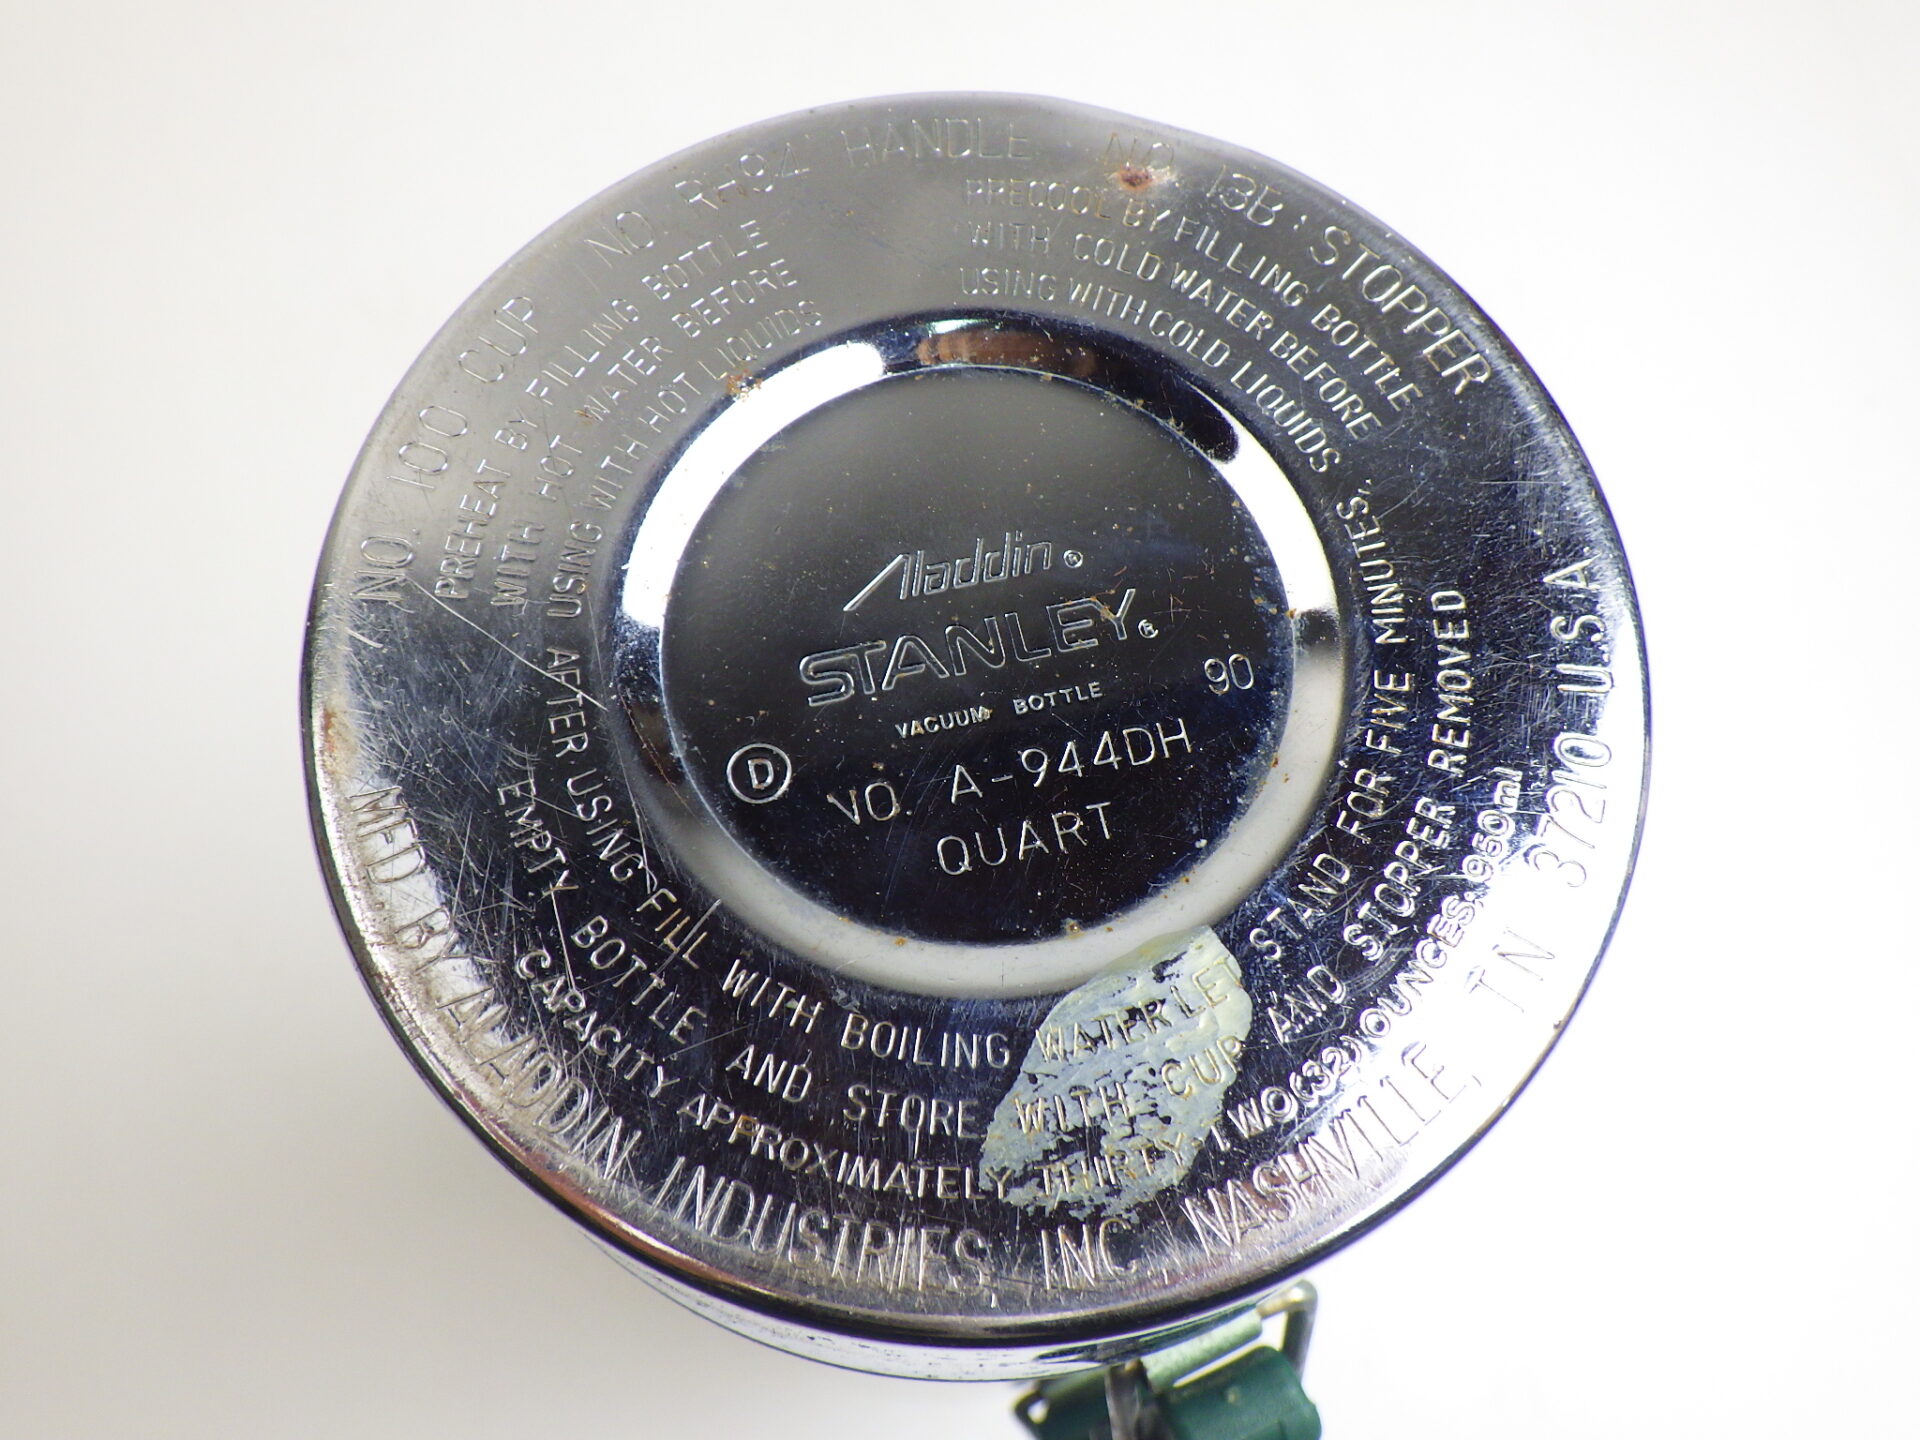 NO. 100 CUP NO. RH94 HANDLE NO. 13B STOPPER
PREHEAT BY FILLING BOTTLE
WITH HOT WATER BEFORE
USING WITH HOT LIQUIDS
PRECOOL BY FILLING BOTTLE
WITH COLD WATER BEFORE
USING WITH COLD LIQUIDS
Aladdin®
STANLEY®
VACUUM BOTTLE
90
D
NO A-944DH
QUART
AFTER USING FILL WITH BOILING WATER LET STAND FOR FIVE MINUTES.
EMPTY BOTTLE AND STORE WITH CUP AND STOPPER REMOVED
CAPACITY APPROXIMATELY THIRTY TWO (32) OUNCES, 950ml
MFD. BY ALADDIN INDUSTRIES, INC. NASHVILLE, TN 37210 U.S.A.